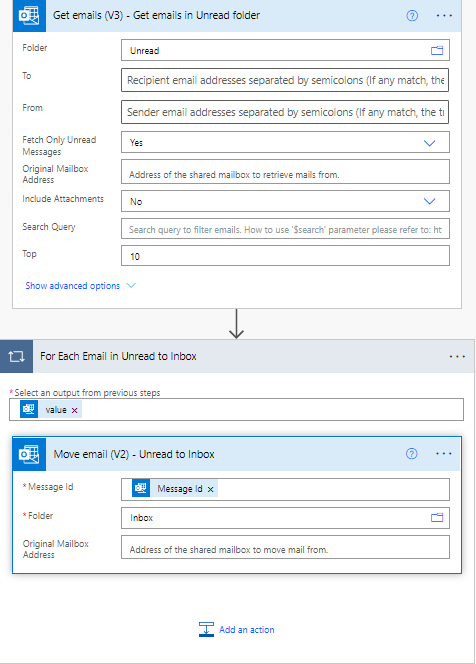 Get emails (V3) - Get emails in Unread folder
Folder
Unread
To
Recipient email addresses separated by semicolons (If any match, the
From
Sender email addresses separated by semicolons (If any match, the t
Fetch Only Unread
Messages
Yes
Original Mailbox
Address
Address of the shared mailbox to retrieve mails from.
Include Attachments
No
Search Query
Search query to filter emails. How to use '$search' parameter please refer to: ht
Top
10
Show advanced options
For Each Email in Unread to Inbox
* Select an output from previous steps
value ×
Move email (V2) - Unread to Inbox
* Message Id
Message Id ×
* Folder
Inbox
Original Mailbox
Address
Address of the shared mailbox to move mail from.
Add an action